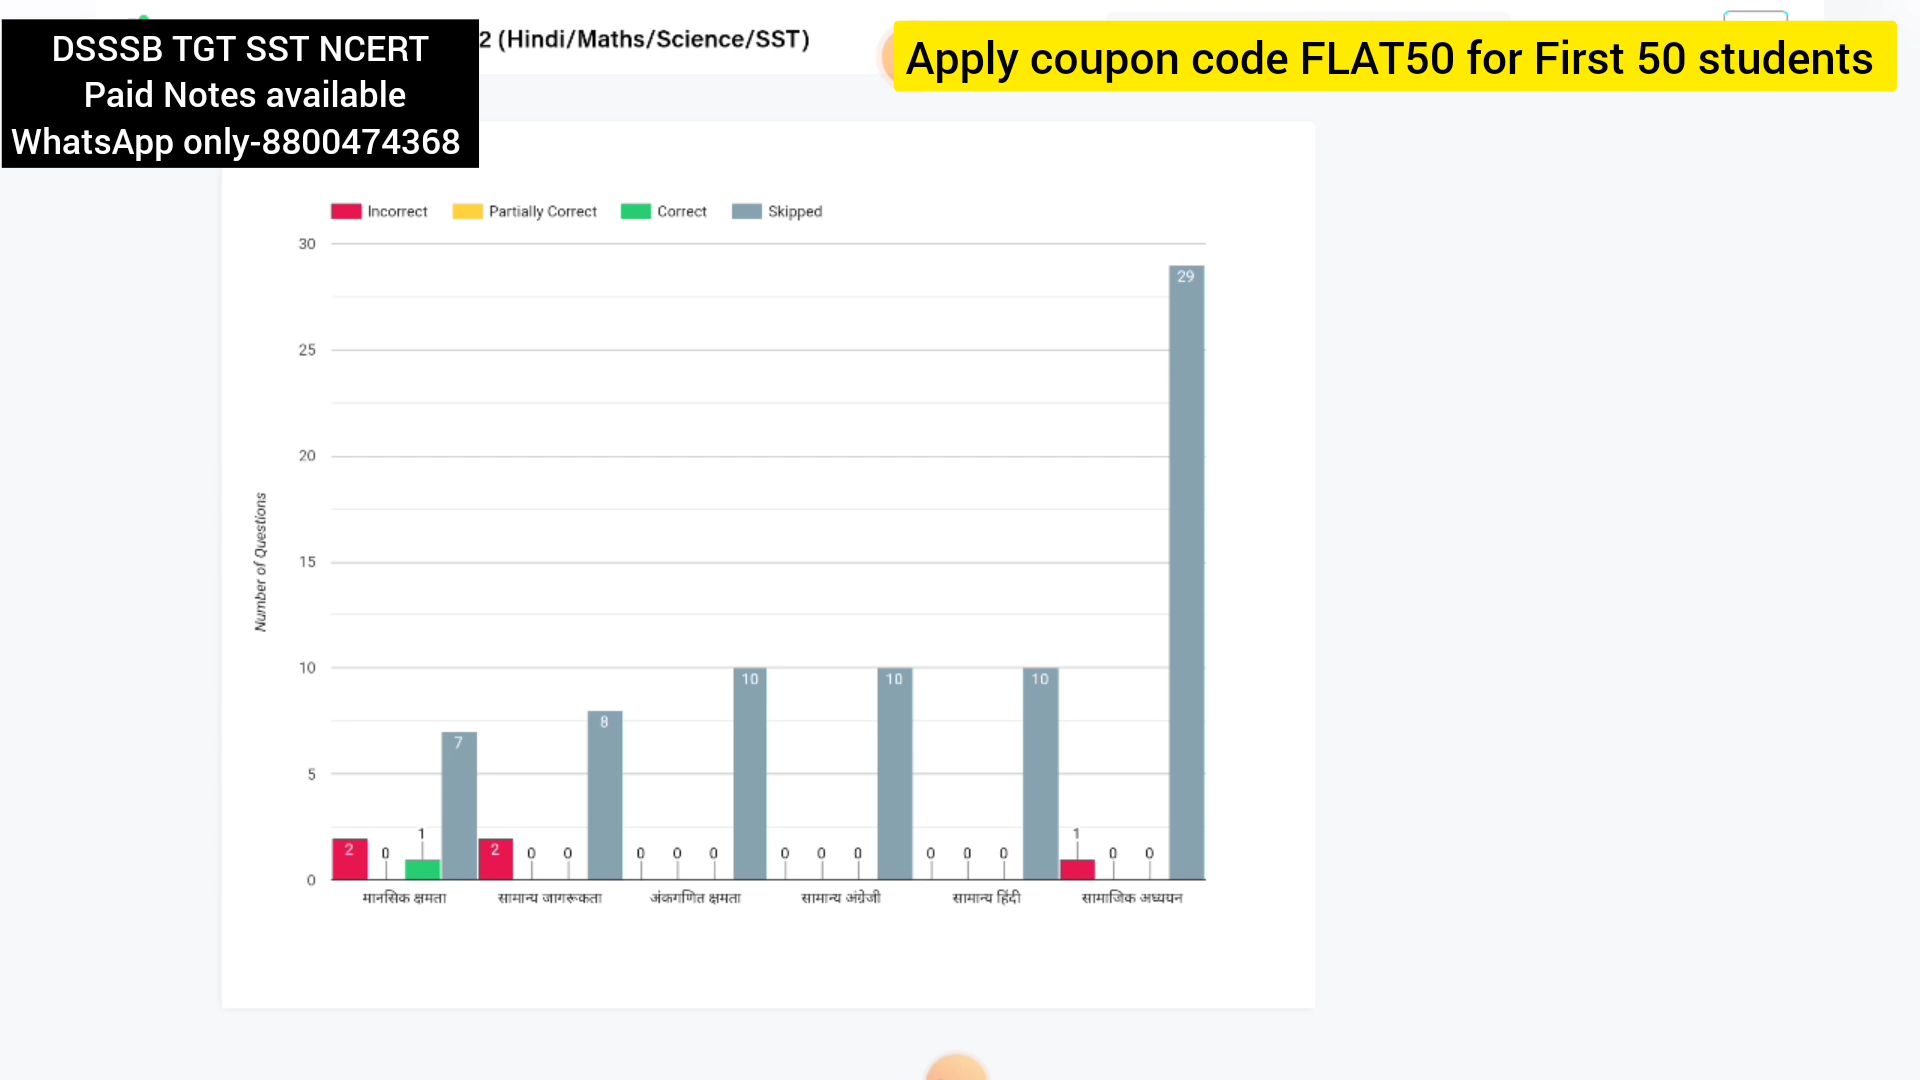 DSSSB TGT SST NCERT
Paid Notes available
WhatsApp only-8800474368
2 (Hindi/Maths/Science/SST)
Apply coupon code FLAT50 for First 50 students
Incorrect Partially Correct Correct Skipped
30
25
20
15
10
5
0
Number of Questions
2 0 1 7 2 0 0 8 0 0 0 10 0 0 0 10 0 0 0 10 1 0 0 29
मानसिक क्षमता सामान्य जागरूकता अंकगणित क्षमता सामान्य अंग्रेजी सामान्य हिंदी सामाजिक अध्ययन